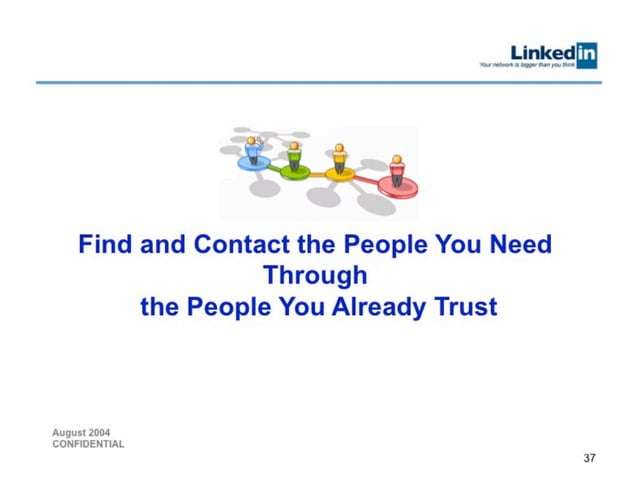 Linkedin
Your network is bigger than you think
Find and Contact the People You Need
Through
the People You Already Trust
August 2004
CONFIDENTIAL
37